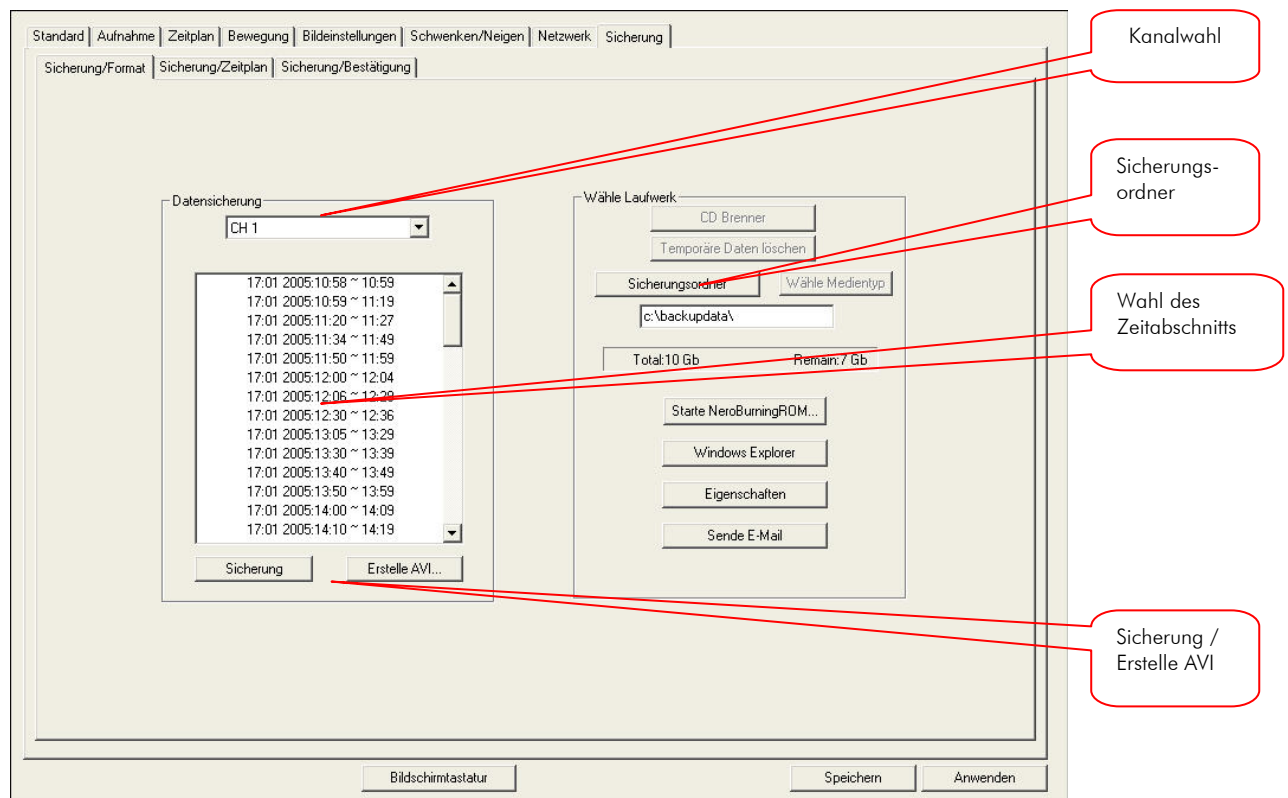 Standard Aufnahme Zeitplan Bewegung Bildeinstellungen Schwenken/Neigen Netzwerk Sicherung
Sicherung/Format Sicherung/Zeitplan Sicherung/Bestätigung
Kanalwahl
Sicherungs-
ordner
Wahl des
Zeitabschnitts
Sicherung /
Erstelle AVI
Datensicherung
CH 1
17:01 2005:10:58 ~ 10:59
17:01 2005:10:59 ~ 11:19
17:01 2005:11:20 ~ 11:27
17:01 2005:11:34 ~ 11:49
17:01 2005:11:50 ~ 11:59
17:01 2005:12:00 ~ 12:04
17:01 2005:12:06 ~ 12:29
17:01 2005:12:30 ~ 12:36
17:01 2005:13:05 ~ 13:29
17:01 2005:13:30 ~ 13:39
17:01 2005:13:40 ~ 13:49
17:01 2005:13:50 ~ 13:59
17:01 2005:14:00 ~ 14:09
17:01 2005:14:10 ~ 14:19
Sicherung Erstelle AVI...
Wähle Laufwerk
CD Brenner
Temporäre Daten löschen
Sicherungsordner Wähle Medientyp
c:\backupdata\
Total:10 Gb Remain:7 Gb
Starte NeroBurningROM...
Windows Explorer
Eigenschaften
Sende E-Mail
Bildschirmtastatur Speichern Anwenden